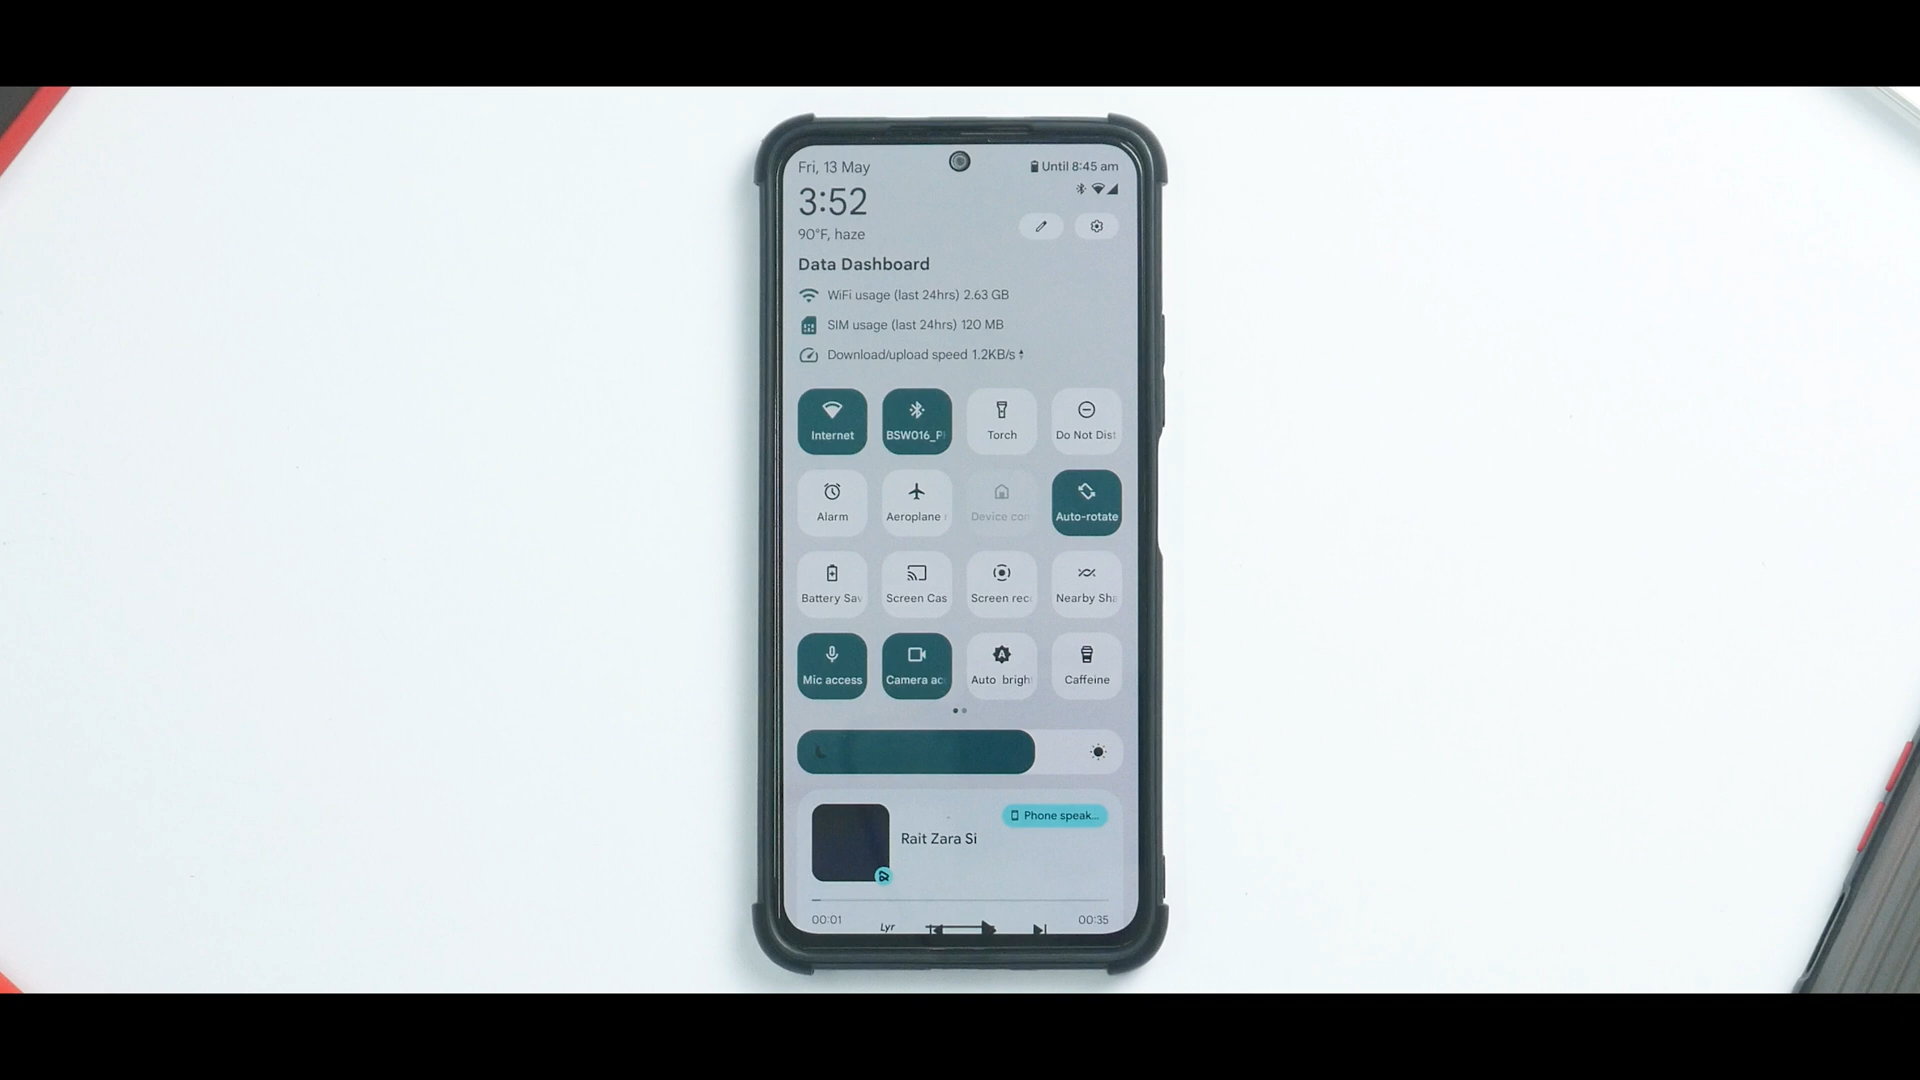 Fri, 13 May
Until 8:45 am
3:52
90°F, haze
Data Dashboard
WiFi usage (last 24hrs) 2.63 GB
SIM usage (last 24hrs) 120 MB
Download/upload speed 1.2KB/s
Internet
BSW016_P
Torch
Do Not Dist
Alarm
Aeroplane
Device con
Auto-rotate
Battery Sav
Screen Cas
Screen rec
Nearby Sha
Mic access
Camera ac
Auto brigh
Caffeine
Phone speak...
Rait Zara Si
00:01
00:35
Lyr